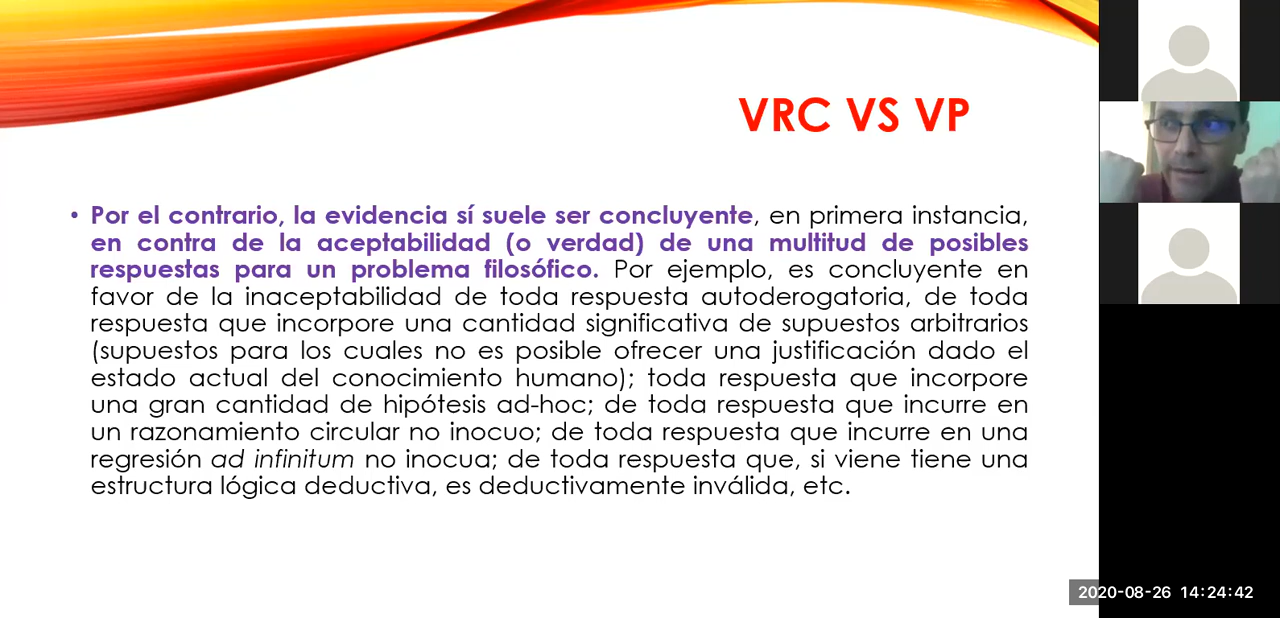 VRC VS VP
• Por el contrario, la evidencia sí suele ser concluyente, en primera instancia,
en contra de la aceptabilidad (o verdad) de una multitud de posibles
respuestas para un problema filosófico. Por ejemplo, es concluyente en
favor de la inaceptabilidad de toda respuesta autoderogatoria, de toda
respuesta que incorpore una cantidad significativa de supuestos arbitrarios
(supuestos para los cuales no es posible ofrecer una justificación dado el
estado actual del conocimiento humano); toda respuesta que incorpore
una gran cantidad de hipótesis ad-hoc; de toda respuesta que incurre en
un razonamiento circular no inocuo; de toda respuesta que incurre en una
regresión ad infinitum no inocua; de toda respuesta que, si viene tiene una
estructura lógica deductiva, es deductivamente inválida, etc.
2020-08-26 14:24:42